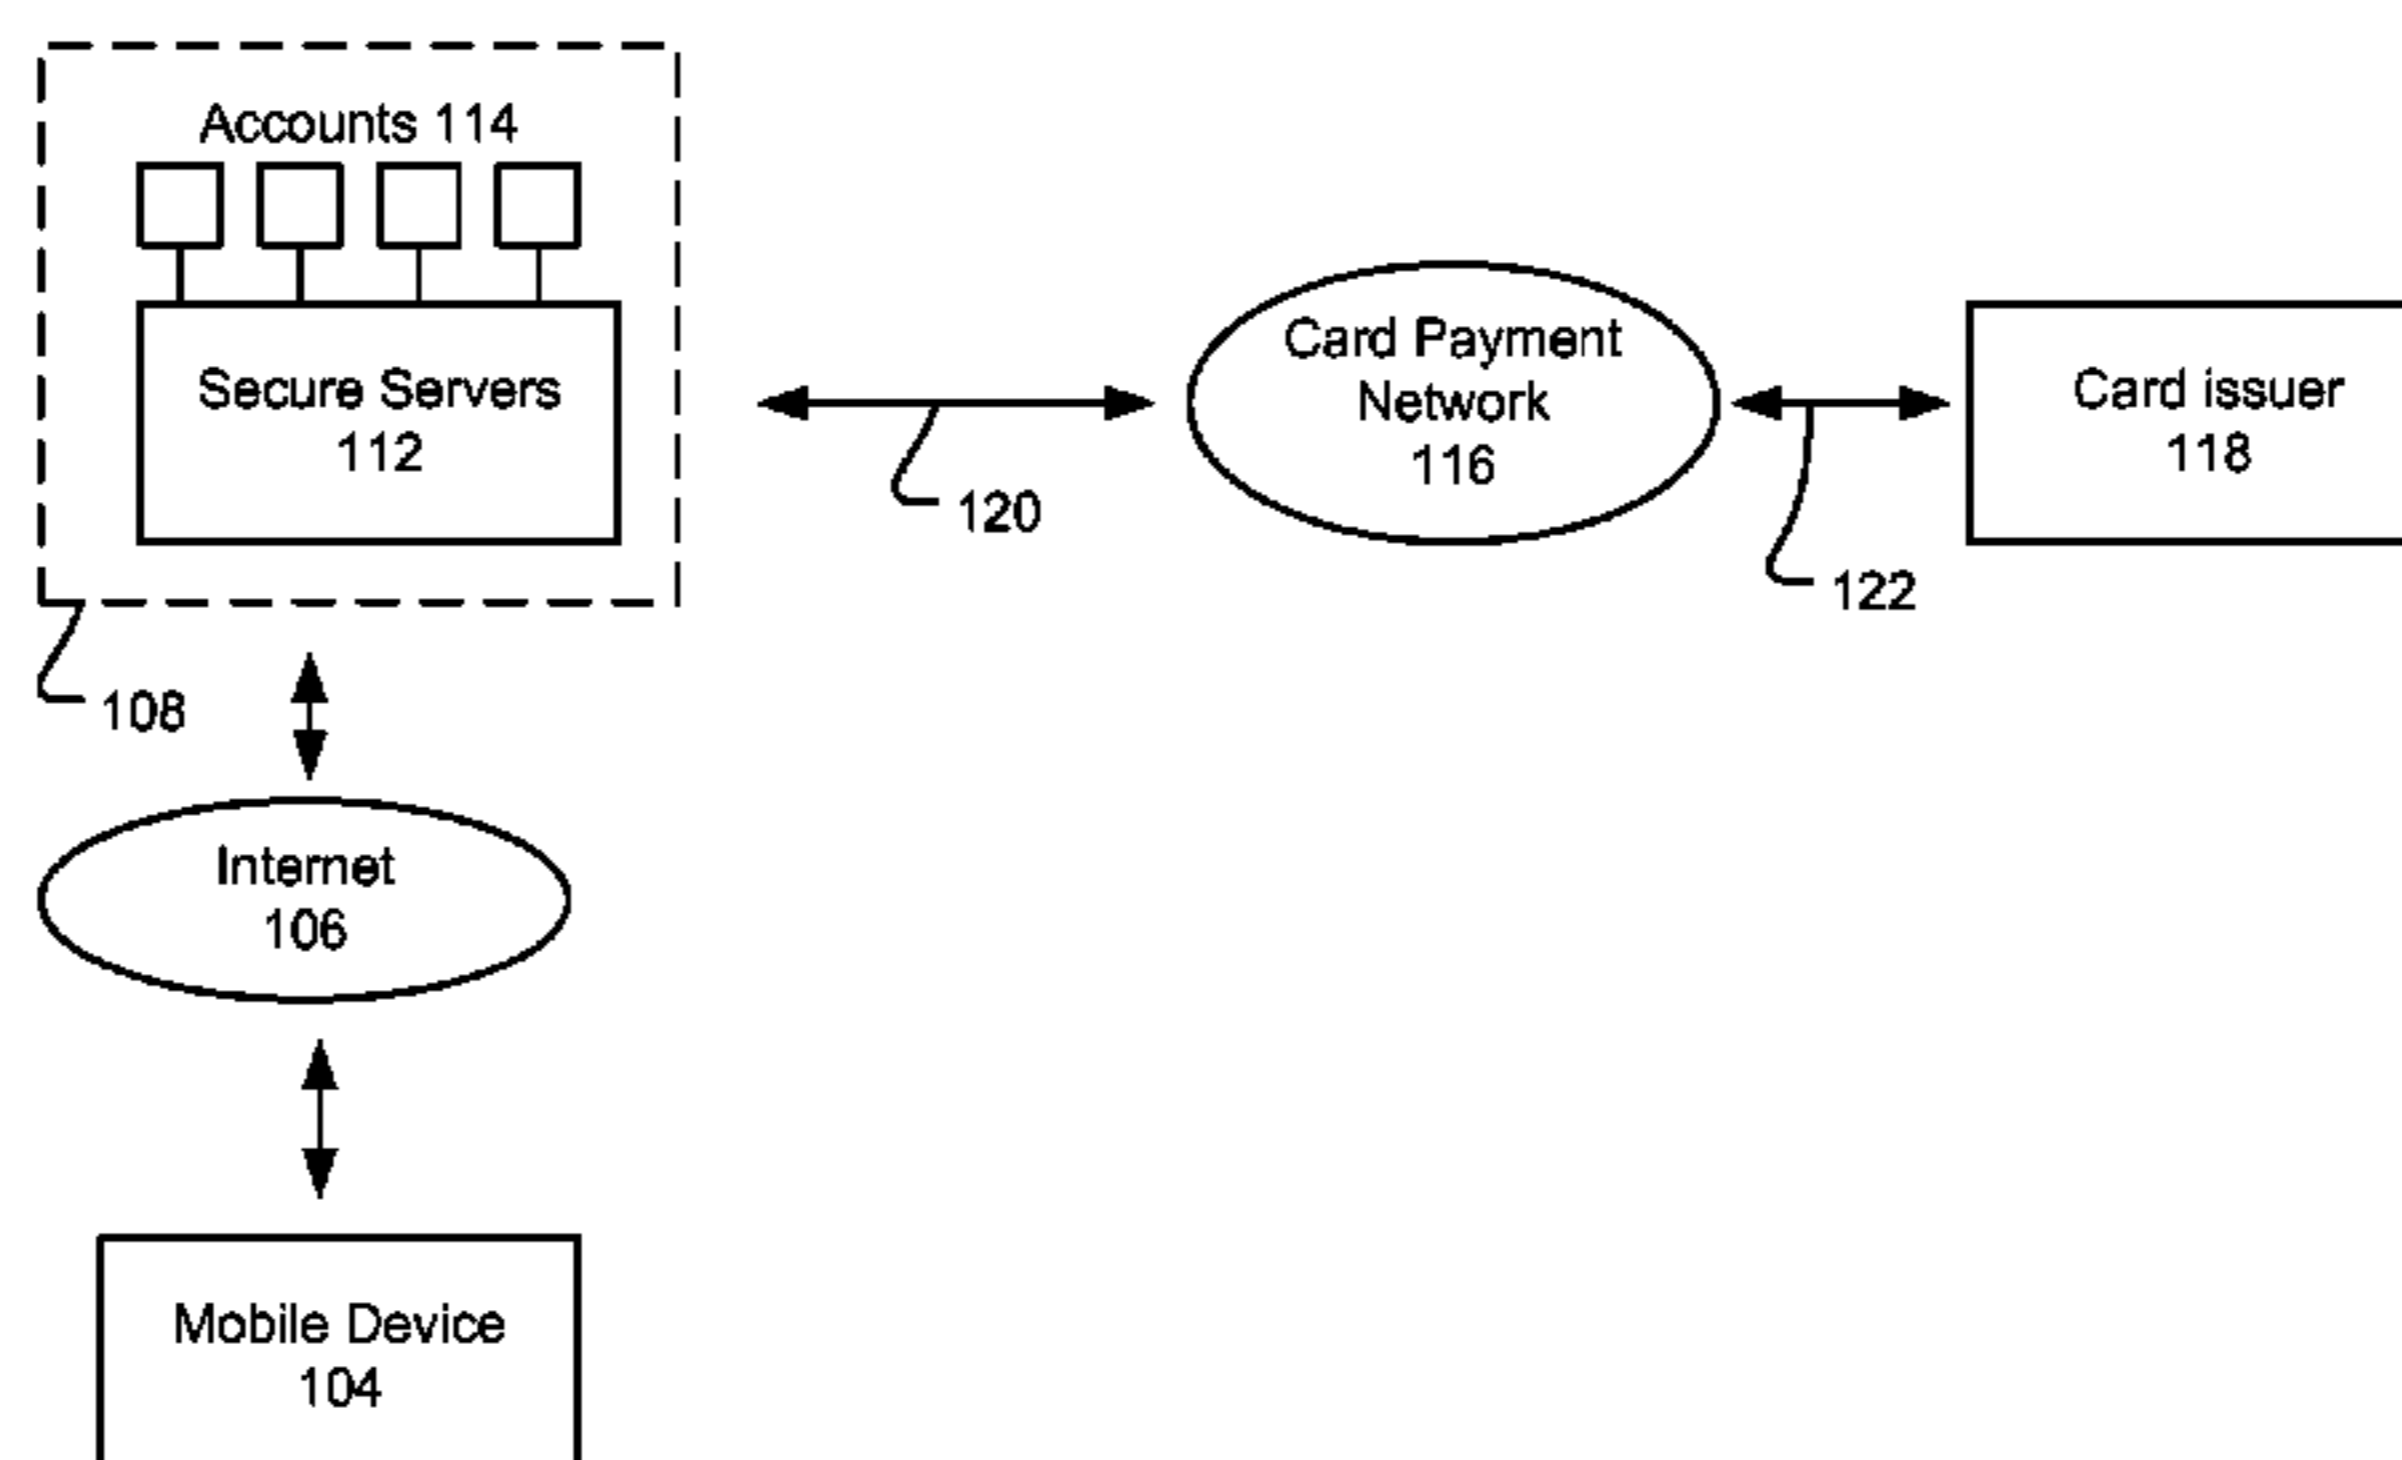 Accounts 114
Secure Servers
112
Card Payment
Network
116
Card issuer
118
120
122
108
Internet
106
Mobile Device
104